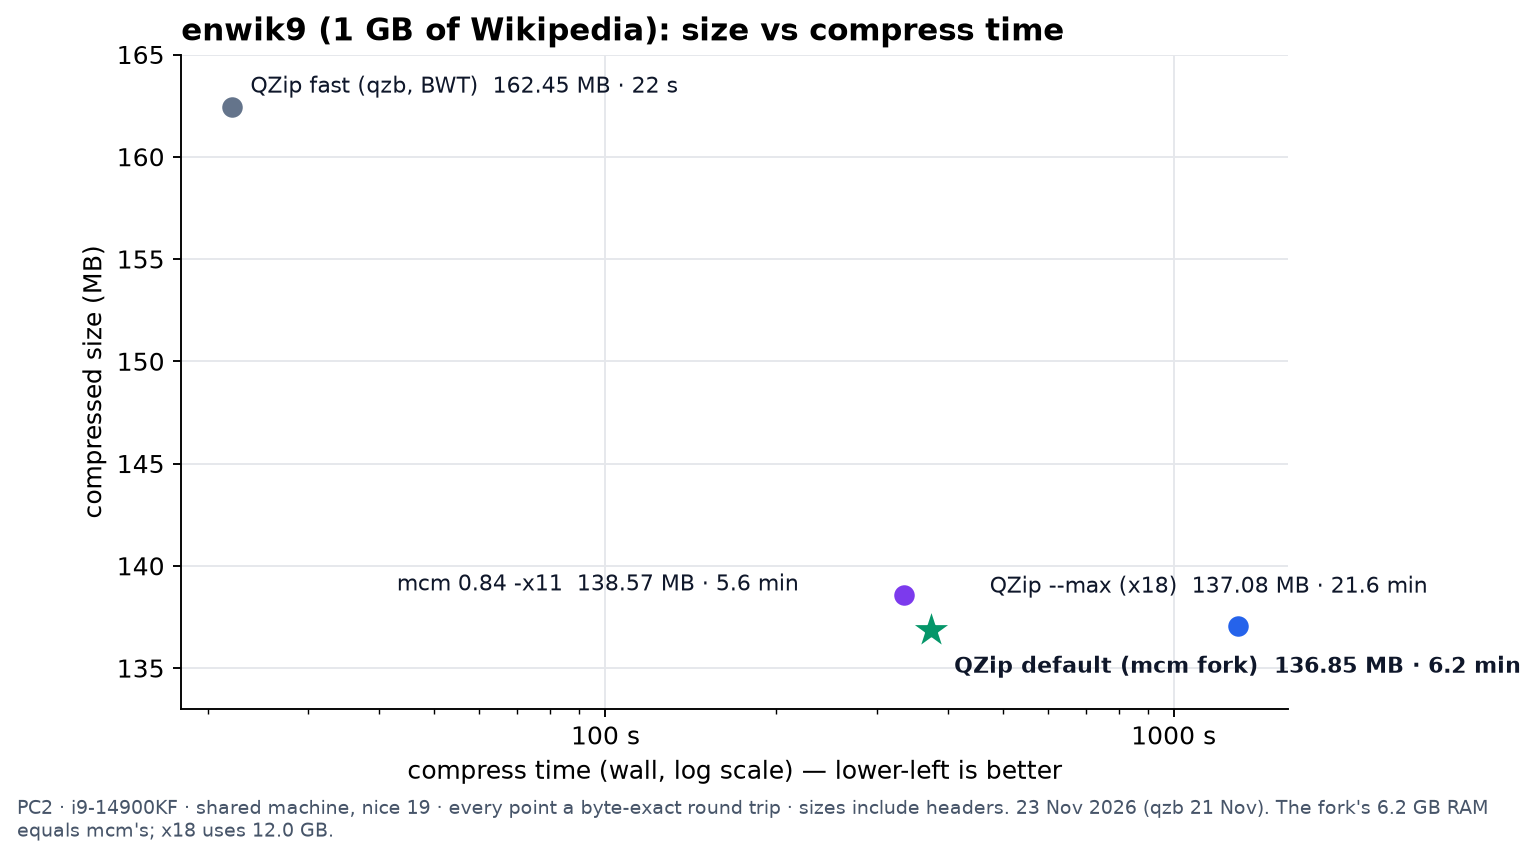 enwik9 (1 GB of Wikipedia): size vs compress time
165
QZip fast (qzb, BWT)  162.45 MB · 22 s
160
155
150
compressed size (MB)
145
140
mcm 0.84 -x11  138.57 MB · 5.6 min
QZip --max (x18)  137.08 MB · 21.6 min
QZip default (mcm fork)  136.85 MB · 6.2 min
135
100 s
1000 s
compress time (wall, log scale) — lower-left is better
PC2 · i9-14900KF · shared machine, nice 19 · every point a byte-exact round trip · sizes include headers. 23 Nov 2026 (qzb 21 Nov). The fork's 6.2 GB RAM
equals mcm's; x18 uses 12.0 GB.